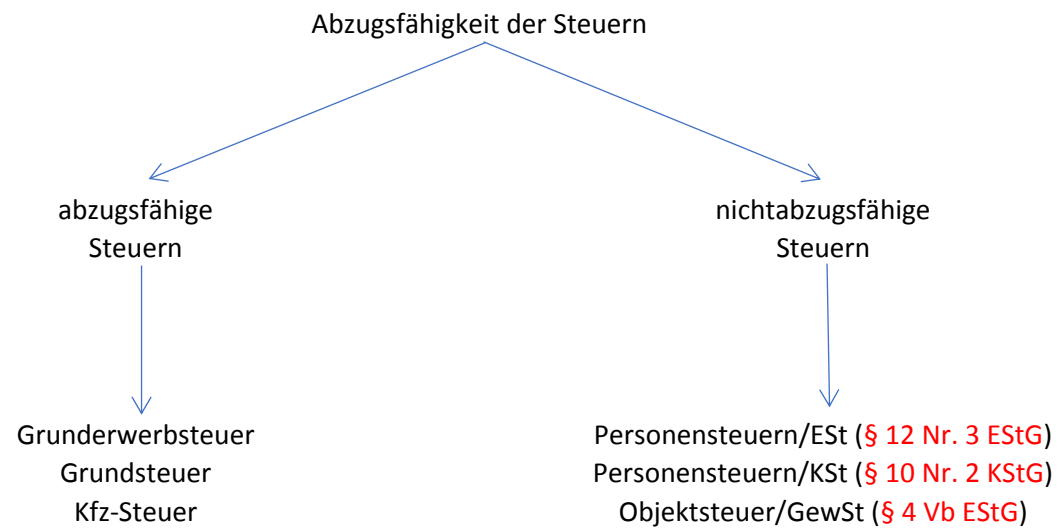 Abzugsfähigkeit der Steuern
abzugsfähige
Steuern
nichtabzugsfähige
Steuern
Grunderwerbsteuer
Grundsteuer
Kfz-Steuer
Personensteuern/ESt (§ 12 Nr. 3 EStG)
Personensteuern/KSt (§ 10 Nr. 2 KStG)
Objektsteuer/GewSt (§ 4 Vb EStG)